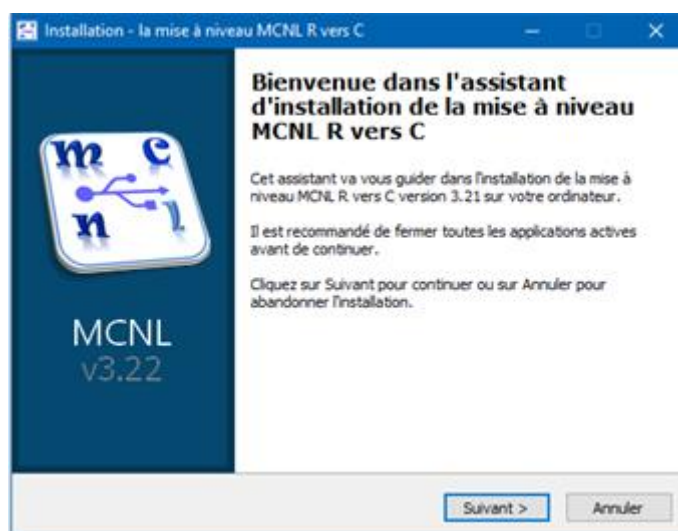 Installation - la mise à niveau MCNL R vers C
Bienvenue dans l'assistant
d'installation de la mise à niveau
MCNL R vers C
Cet assistant va vous guider dans l'installation de la mise à
niveau MCNL R vers C version 3.21 sur votre ordinateur.
Il est recommandé de fermer toutes les applications actives
avant de continuer.
Cliquez sur Suivant pour continuer ou sur Annuler pour
abandonner l'installation.
m c
n l
MCNL
v3.22
Suivant > Annuler